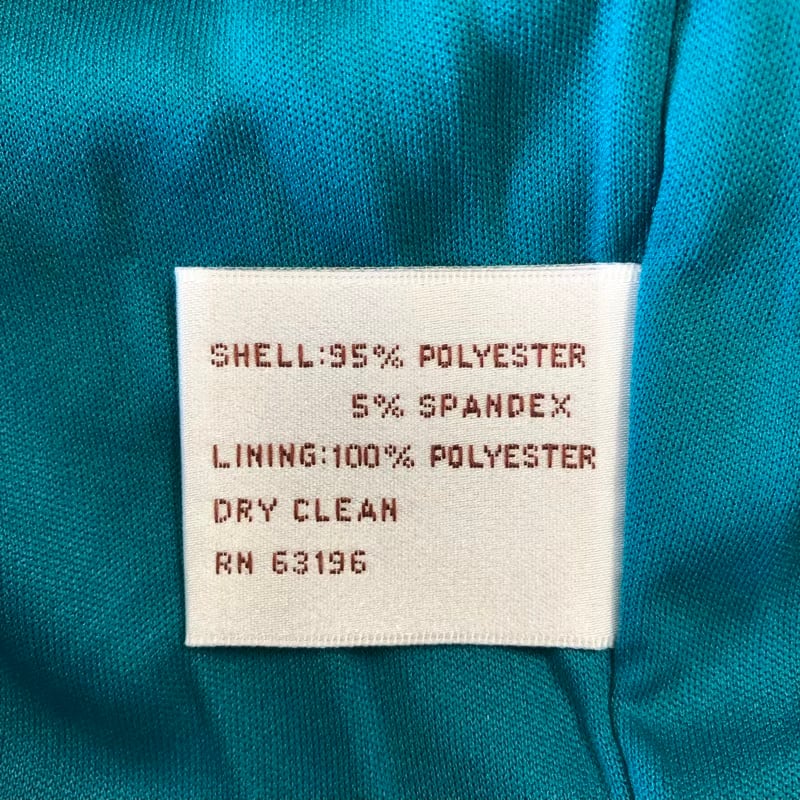 SHELL:95% POLYESTER
5% SPANDEX
LINING:100% POLYESTER
DRY CLEAN
RN 63196